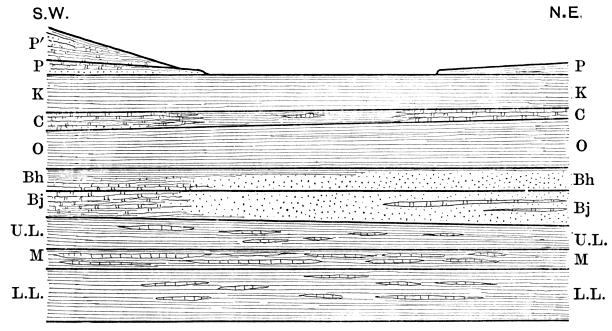 S.W. N.E.
P′
P P
K K
C C
O O
Bh Bh
Bj Bj
U.L. U.L.
M M
L.L. L.L.